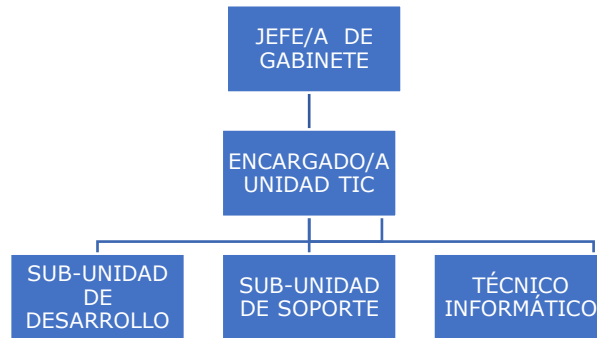 JEFE/A DE
GABINETE
ENCARGADO/A
UNIDAD TIC
SUB-UNIDAD
DE
DESARROLLO
SUB-UNIDAD
DE SOPORTE
TÉCNICO
INFORMÁTICO